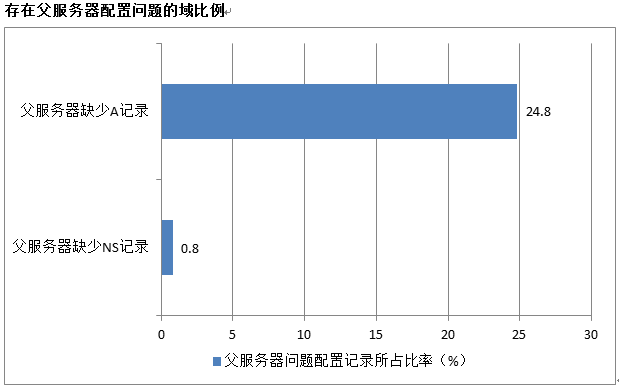 存在父服务器配置问题的域比例
父服务器缺少A记录
24.8
父服务器缺少NS记录
0.8
0 5 10 15 20 25 30
父服务器问题配置记录所占比率（%）